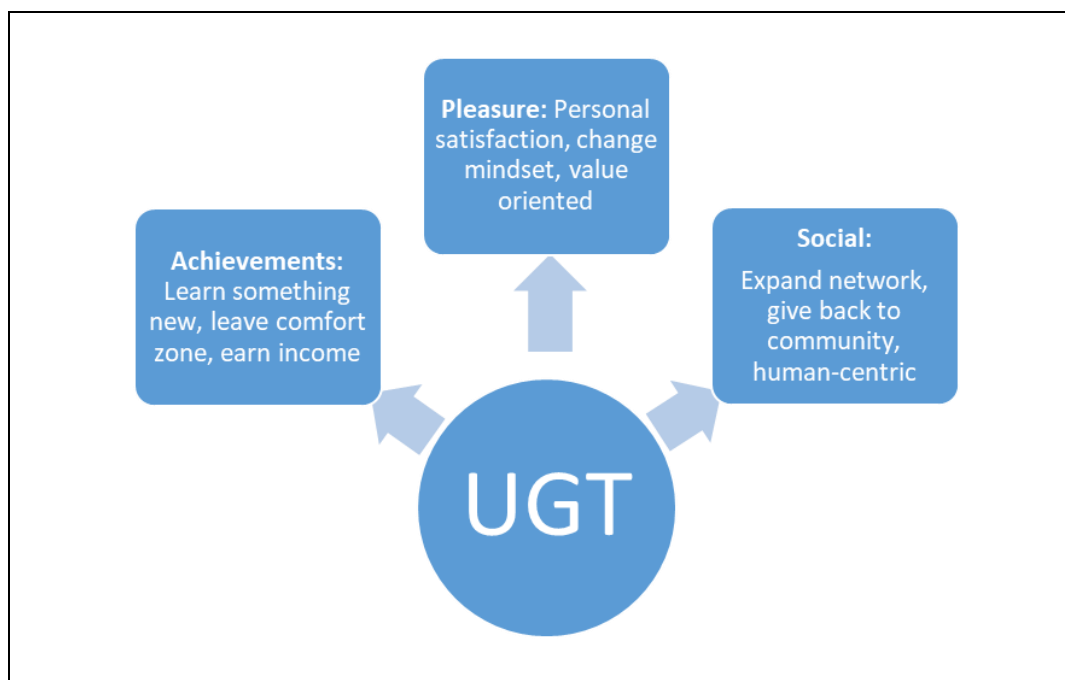 Pleasure: Personal
satisfaction, change
mindset, value
oriented
Achievements:
Learn something
new, leave comfort
zone, earn income
Social:
Expand network,
give back to
community,
human-centric
UGT